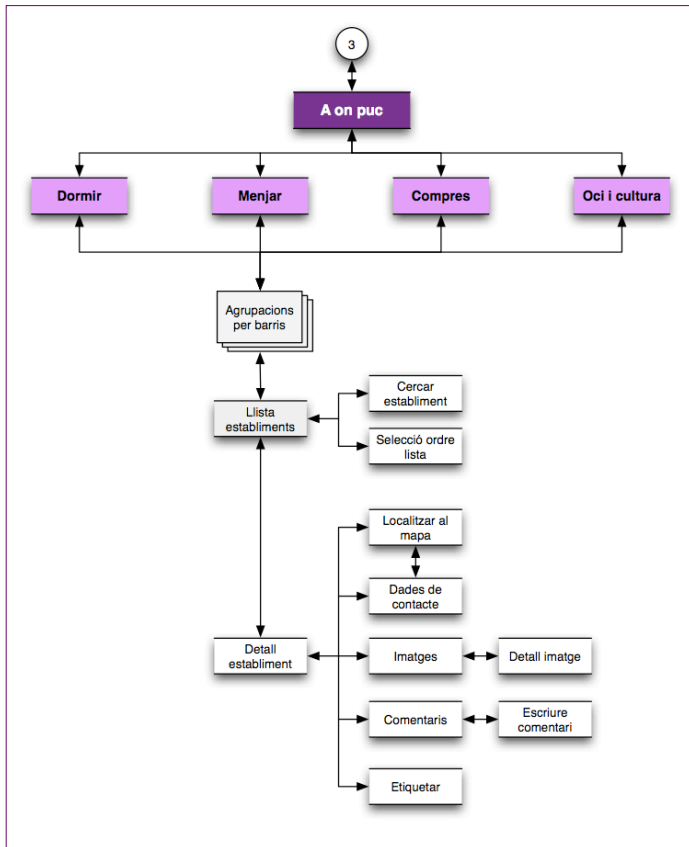 3
A on puc
Dormir
Menjar
Compres
Oci i cultura
Agrupacions
per barris
Llista
establiments
Cercar
establiment
Selecció ordre
lista
Localitzar al
mapa
Dades de
contacte
Detall
establiment
Imatges
Detall imatge
Comentaris
Escriure
comentari
Etiquetar